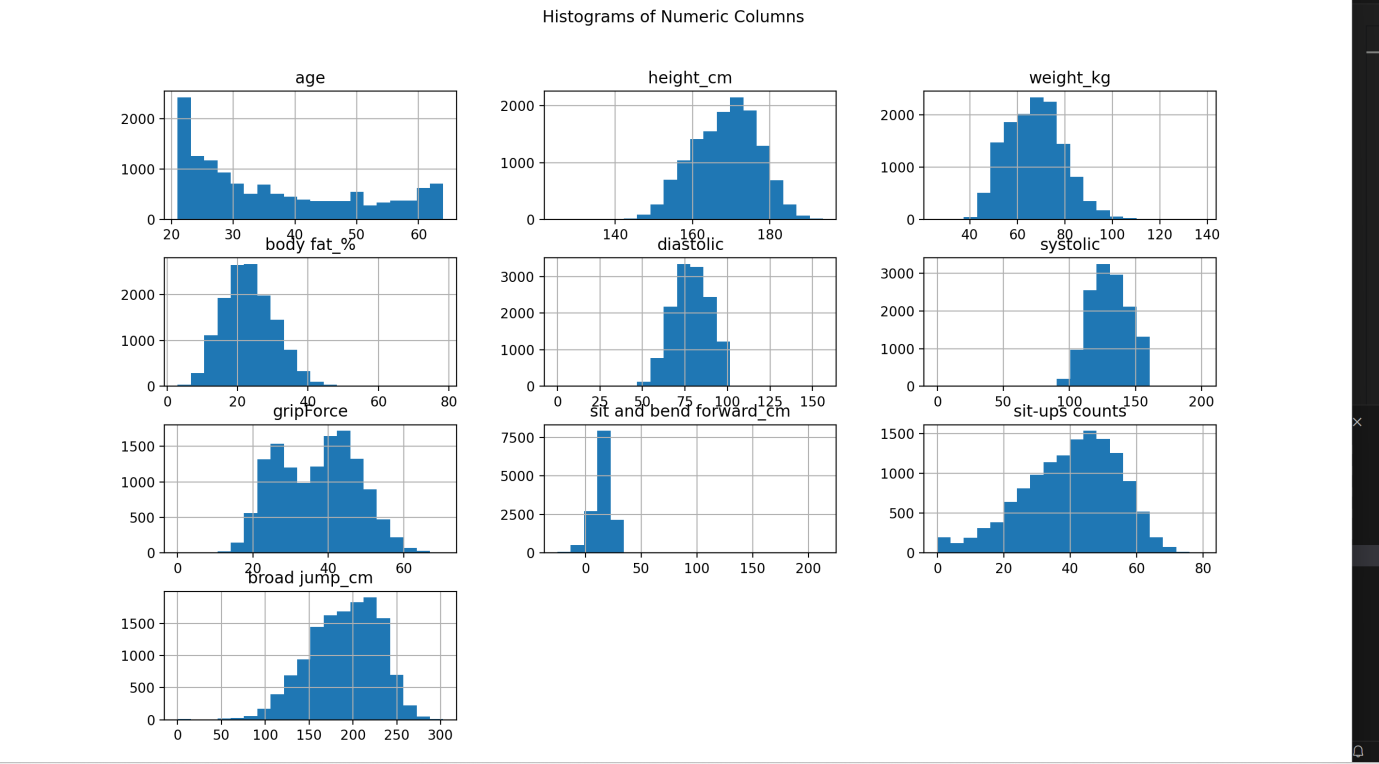 Histograms of Numeric Columns
age
height_cm
weight_kg
2000
1000
0
20 30 40 50 60
2000
1000
0
140 160 180
2000
1000
0
40 60 80 100 120 140
body fat_%
diastolic
systolic
2000
1000
0
0 20 40 60 80
3000
2000
1000
0
0 25 50 75 100 125 150
3000
2000
1000
0
0 50 100 150 200
gripForce
sit and bend forward_cm
sit-ups counts
1500
1000
500
0
0 20 40 60
7500
5000
2500
0
0 50 100 150 200
1500
1000
500
0
0 20 40 60 80
broad jump_cm
1500
1000
500
0
0 50 100 150 200 250 300